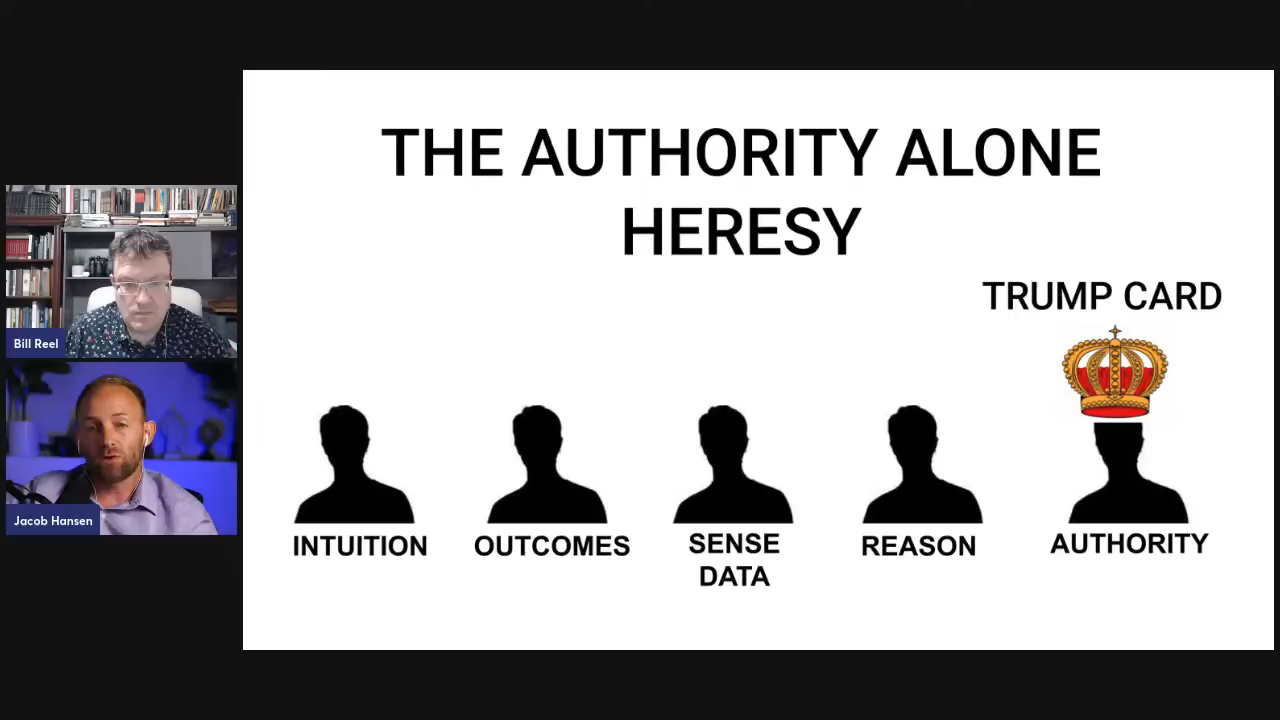 THE AUTHORITY ALONE
HERESY
TRUMP CARD
Bill Reel
Jacob Hansen
INTUITION
OUTCOMES
SENSE
DATA
REASON
AUTHORITY